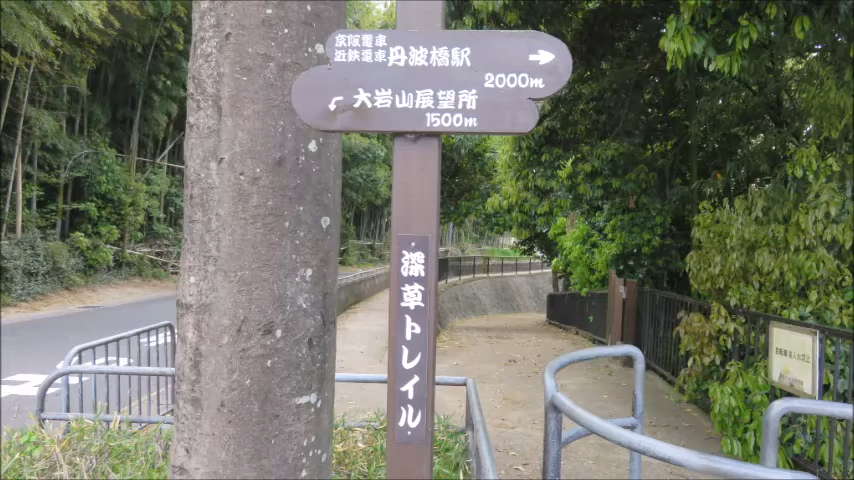 京阪電車
近鉄電車 丹波橋駅 →
2000m
大岩山展望所
1500m
深草トレイル